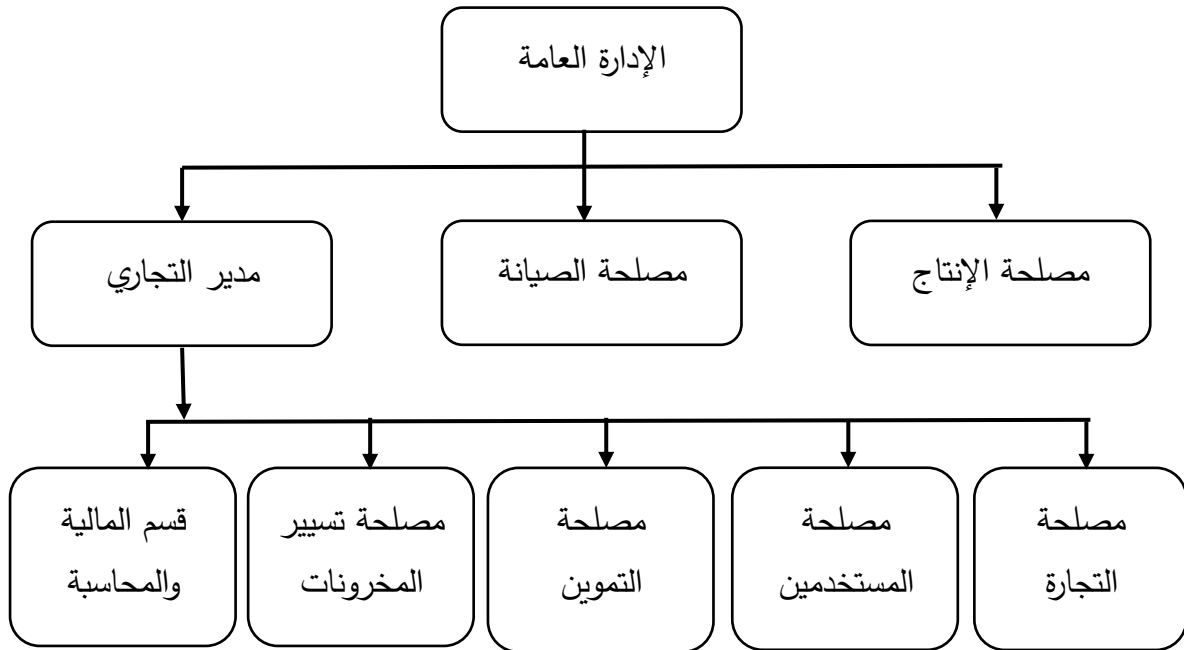 الإدارة العامة
مصلحة الإنتاج
مصلحة الصيانة
مدير التجاري
مصلحة
التجارة
مصلحة
المستخدمين
مصلحة
التموين
مصلحة تسيير
المخرونات
قسم المالية
والمحاسبة